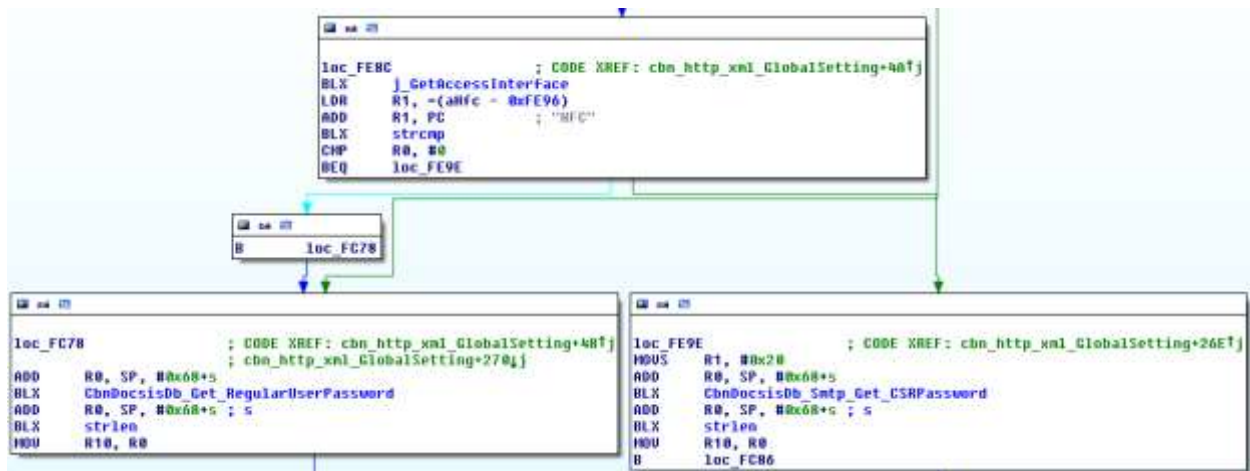 loc_FE8C ; CODE XREF: cbn_http_xml_GlobalSetting+48↑j
BLX j_GetAccessInterface
LDR R1, =(aNfc - 0xFE96)
ADD R1, PC ; "NFC"
BLX strcmp
CMP R0, #0
BEQ loc_FE9E
B loc_FC78
loc_FC78 ; CODE XREF: cbn_http_xml_GlobalSetting+48↑j
; cbn_http_xml_GlobalSetting+270↓j
ADD R0, SP, #0x68+s
BLX CbnDocsisDb_Get_RegularUserPassword
ADD R0, SP, #0x68+s ; s
BLX strlen
MOV R10, R0
loc_FE9E ; CODE XREF: cbn_http_xml_GlobalSetting+26E↑j
MOVS R1, #0x20
ADD R0, SP, #0x68+s
BLX CbnDocsisDb_Smtp_Get_CSRPassword
ADD R0, SP, #0x68+s ; s
BLX strlen
MOV R10, R0
B loc_FC86